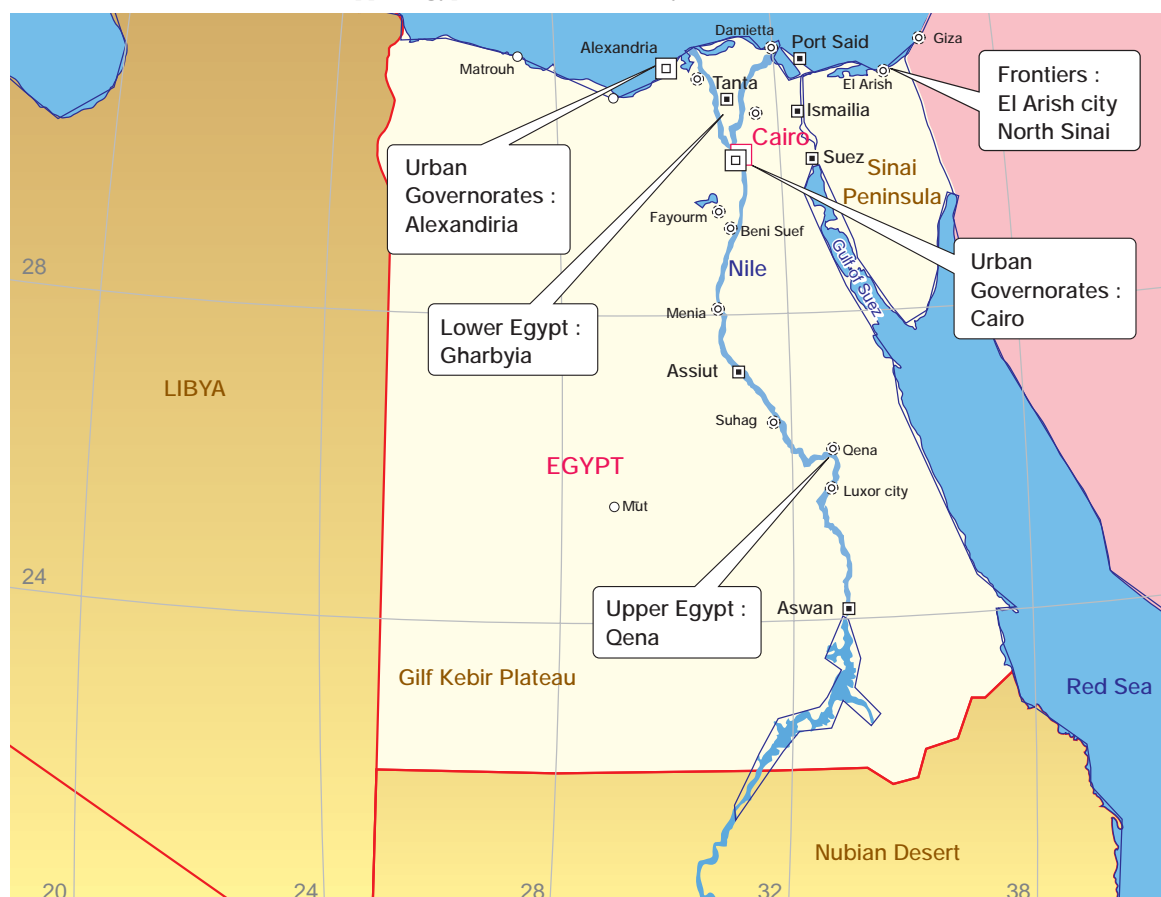 Damietta
Port Said
Giza
Alexandria
Matrouh
El Arish
Frontiers :
El Arish city
North Sinai
Tanta
Ismailia
Cairo
Suez
Sinai
Peninsula
Urban
Governorates :
Alexandiria
Fayourm
Beni Suef
Nile
Gulf of Suez
Urban
Governorates :
Cairo
28
Menia
Lower Egypt :
Gharbyia
Assiut
LIBYA
Suhag
Qena
EGYPT
Luxor city
Mūt
24
Upper Egypt :
Qena
Aswan
Gilf Kebir Plateau
Red Sea
Nubian Desert
20
24
28
32
38